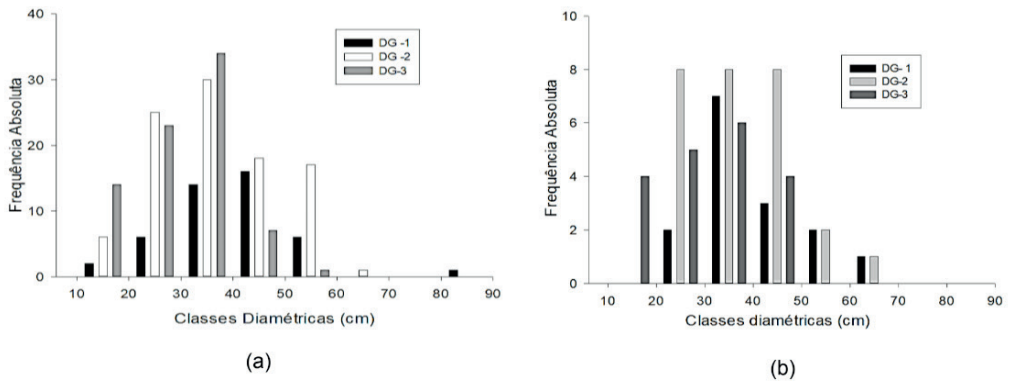 40
30
20
10
0
Frequência Absoluta
DG -1
DG -2
DG-3
10 20 30 40 50 60 70 80 90
Classes Diamétricas (cm)
(a)
10
8
6
4
2
0
Frequência Absoluta
DG- 1
DG-2
DG-3
10 20 30 40 50 60 70 80 90
Classes diamétricas (cm)
(b)